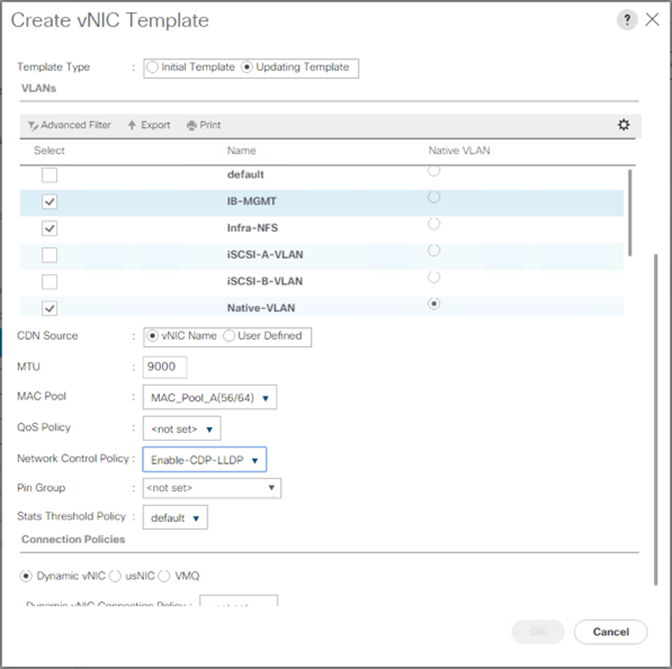 Create vNIC Template
?
Template Type : Initial Template Updating Template
VLANs
Advanced Filter Export Print
Select Name Native VLAN
default
IB-MGMT
Infra-NFS
iSCSI-A-VLAN
iSCSI-B-VLAN
Native-VLAN
CDN Source : vNIC Name User Defined
MTU : 9000
MAC Pool : MAC_Pool_A(56/64)
QoS Policy : <not set>
Network Control Policy : Enable-CDP-LLDP
Pin Group : <not set>
Stats Threshold Policy : default
Connection Policies
Dynamic vNIC usNIC VMQ
Dynamic vNIC Connection Policy :
OK Cancel